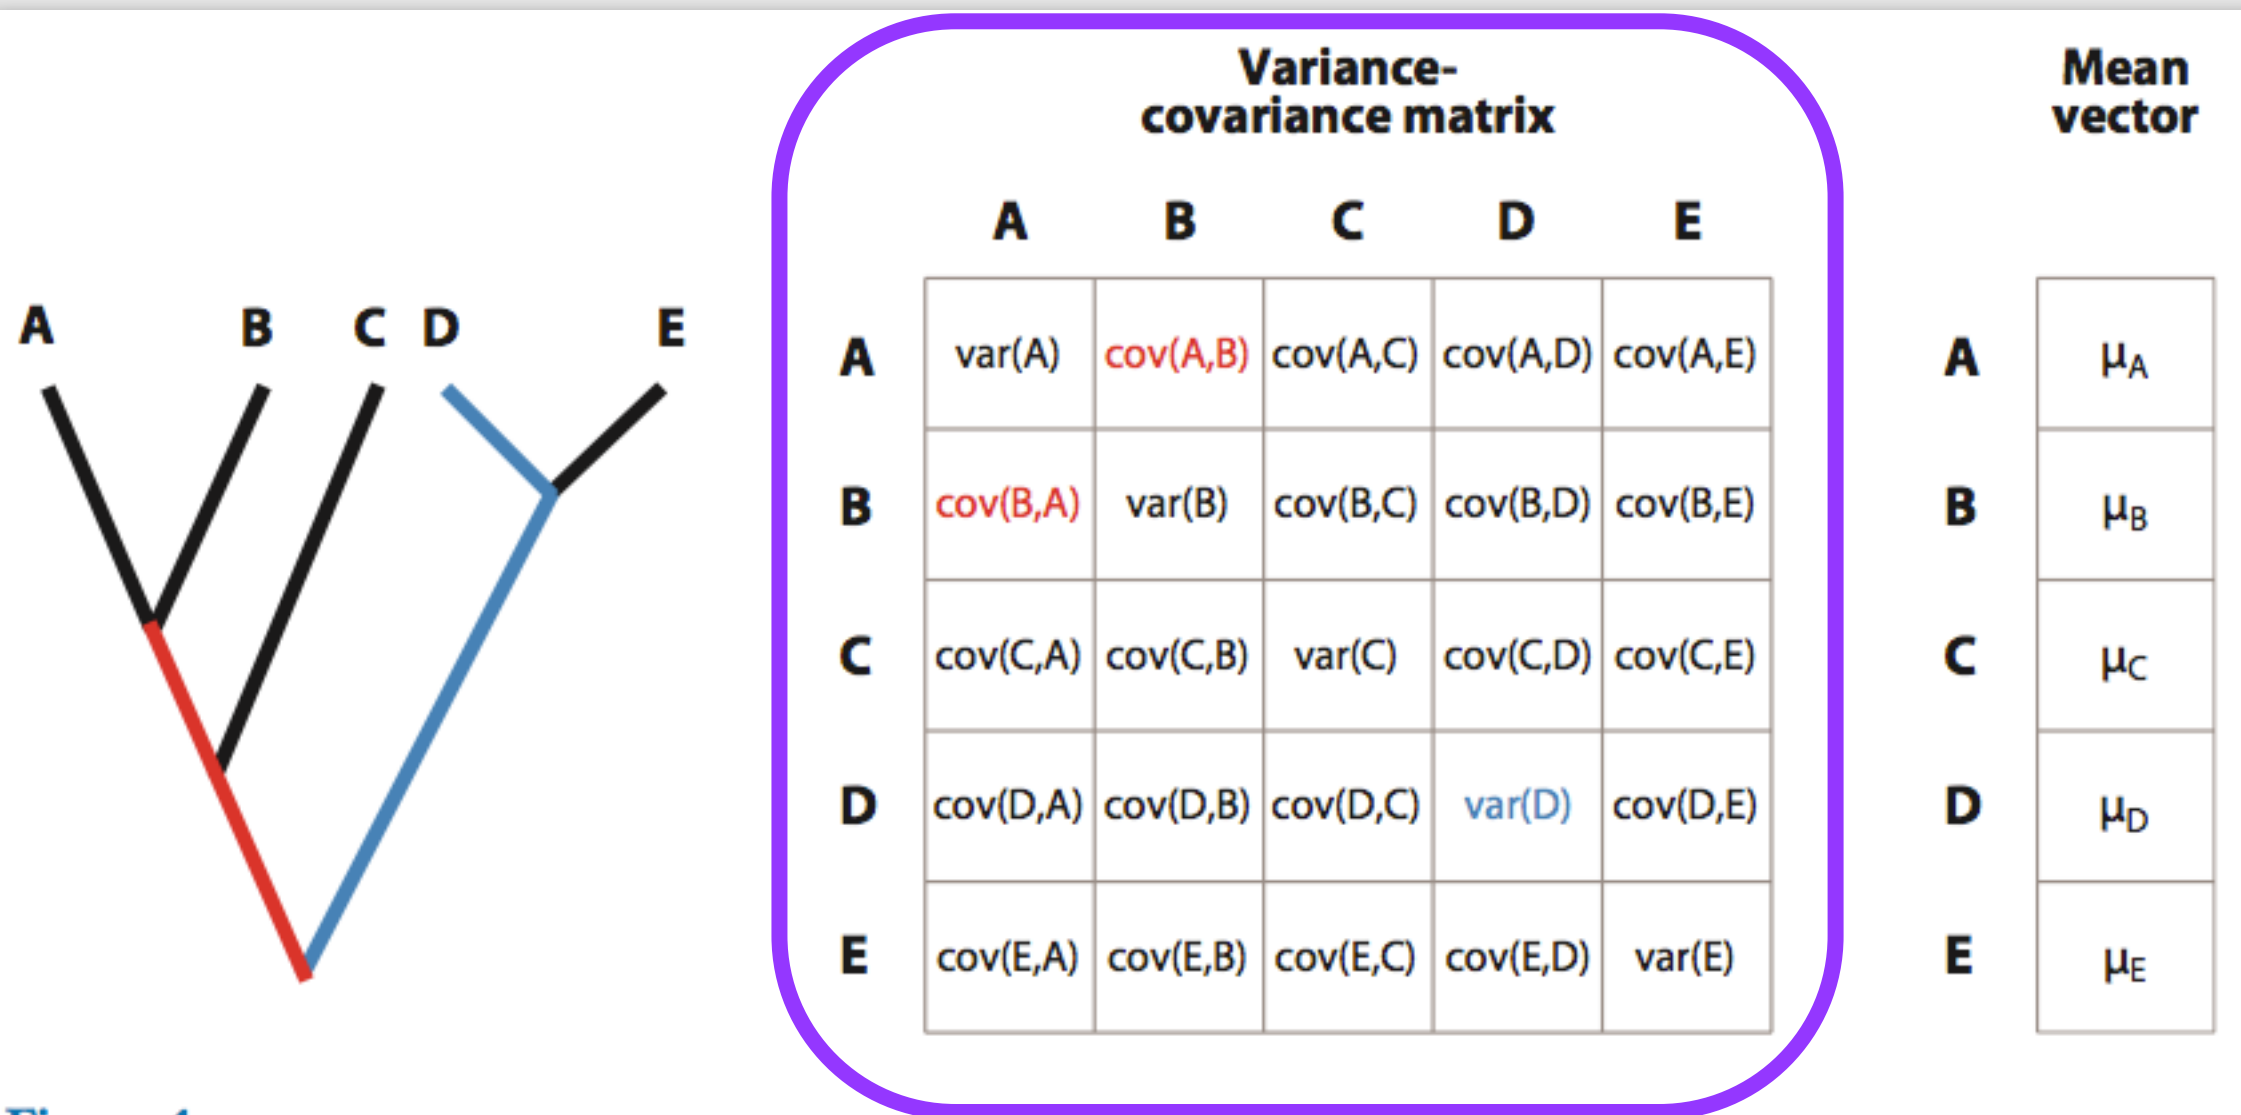 Variance-
covariance matrix
Mean
vector
A B C D E
A B C D E
A var(A) cov(A,B) cov(A,C) cov(A,D) cov(A,E) A μA
B cov(B,A) var(B) cov(B,C) cov(B,D) cov(B,E) B μB
C cov(C,A) cov(C,B) var(C) cov(C,D) cov(C,E) C μC
D cov(D,A) cov(D,B) cov(D,C) var(D) cov(D,E) D μD
E cov(E,A) cov(E,B) cov(E,C) cov(E,D) var(E) E μE